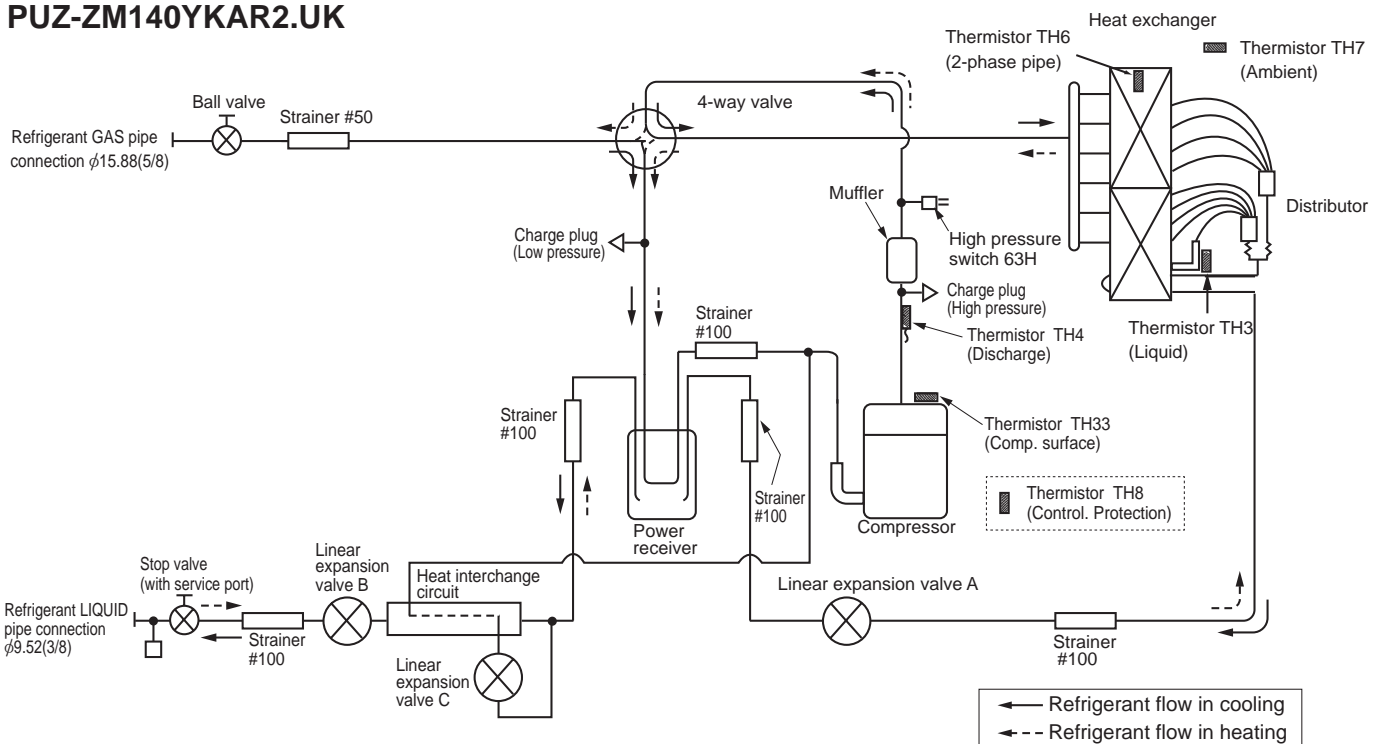 PUZ-ZM140YKAR2.UK
Heat exchanger
Thermistor TH6
(2-phase pipe)
Thermistor TH7
(Ambient)
Ball valve
Strainer #50
4-way valve
Refrigerant GAS pipe
connection ϕ15.88(5/8)
Muffler
Distributor
Charge plug
(Low pressure)
High pressure
switch 63H
Charge plug
(High pressure)
Strainer
#100
Thermistor TH4
(Discharge)
Thermistor TH3
(Liquid)
Strainer
#100
Thermistor TH33
(Comp. surface)
Strainer
#100
Thermistor TH8
(Control. Protection)
Power
receiver
Compressor
Linear
expansion
valve B
Stop valve
(with service port)
Heat interchange
circuit
Linear expansion valve A
Refrigerant LIQUID
pipe connection
ϕ9.52(3/8)
Strainer
#100
Linear
expansion
valve C
Strainer
#100
Refrigerant flow in cooling
Refrigerant flow in heating